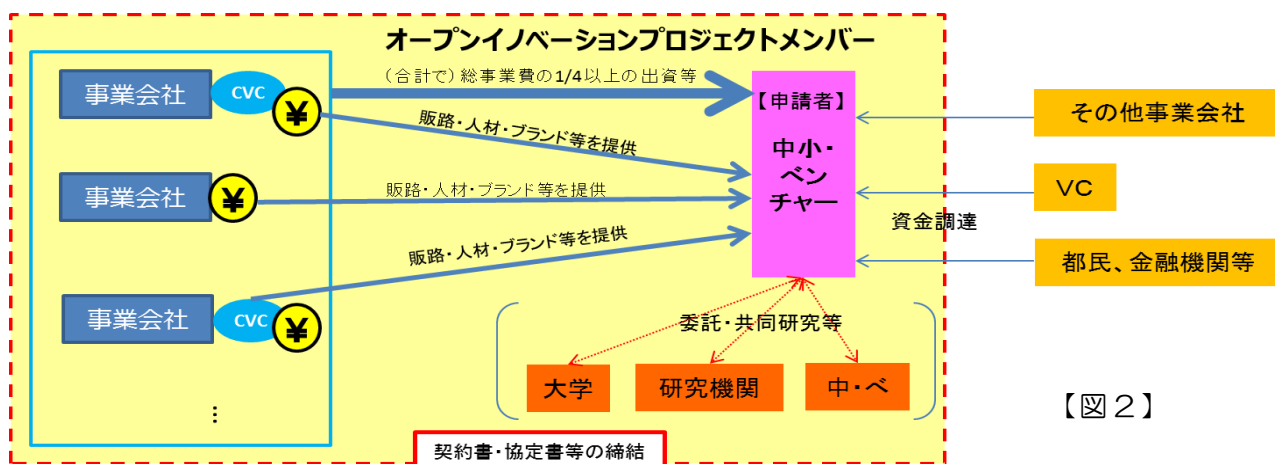 オープンイノベーションプロジェクトメンバー
(合計で)総事業費の1/4以上の出資等
事業会社
CVC
¥
販路・人材・ブランド等を提供
事業会社
¥
販路・人材・ブランド等を提供
事業会社
CVC
¥
販路・人材・ブランド等を提供
⋮
【申請者】
中小・
ベン
チャー
その他事業会社
VC
資金調達
都民、金融機関等
委託・共同研究等
大学
研究機関
中・ベ
【図2】
契約書・協定書等の締結